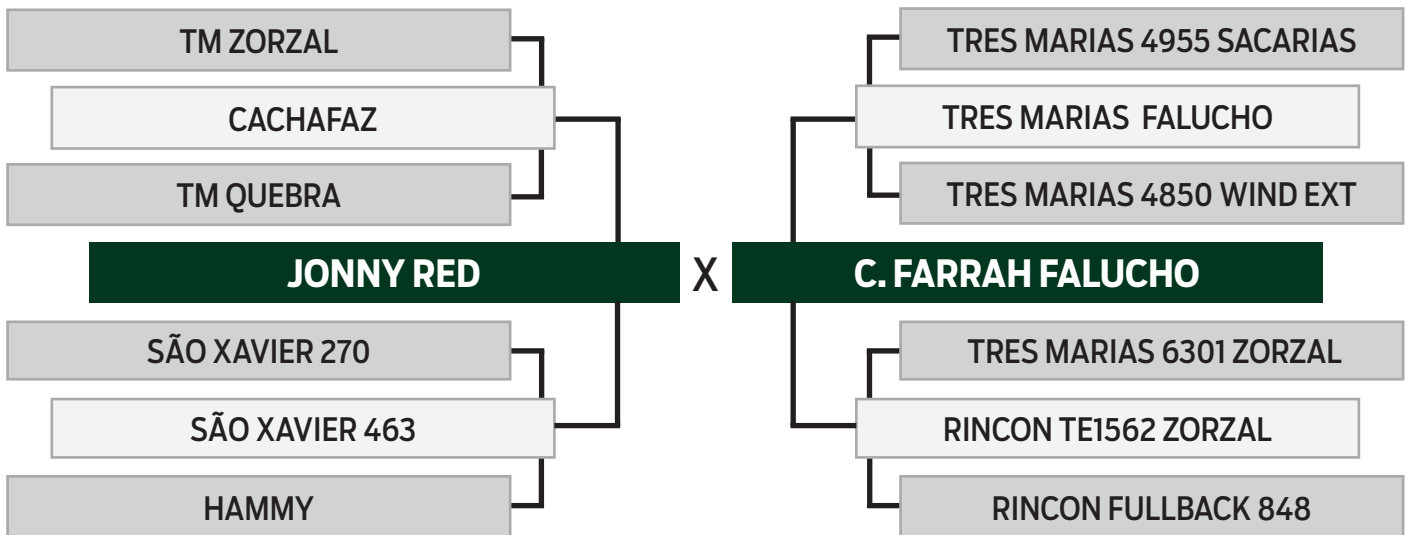 TM ZORZAL
CACHAFAZ
TM QUEBRA
JONNY RED
SÃO XAVIER 270
SÃO XAVIER 463
HAMMY
X
TRES MARIAS 4955 SACARIAS
TRES MARIAS FALUCHO
TRES MARIAS 4850 WIND EXT
C. FARRAH FALUCHO
TRES MARIAS 6301 ZORZAL
RINCON TE1562 ZORZAL
RINCON FULLBACK 848